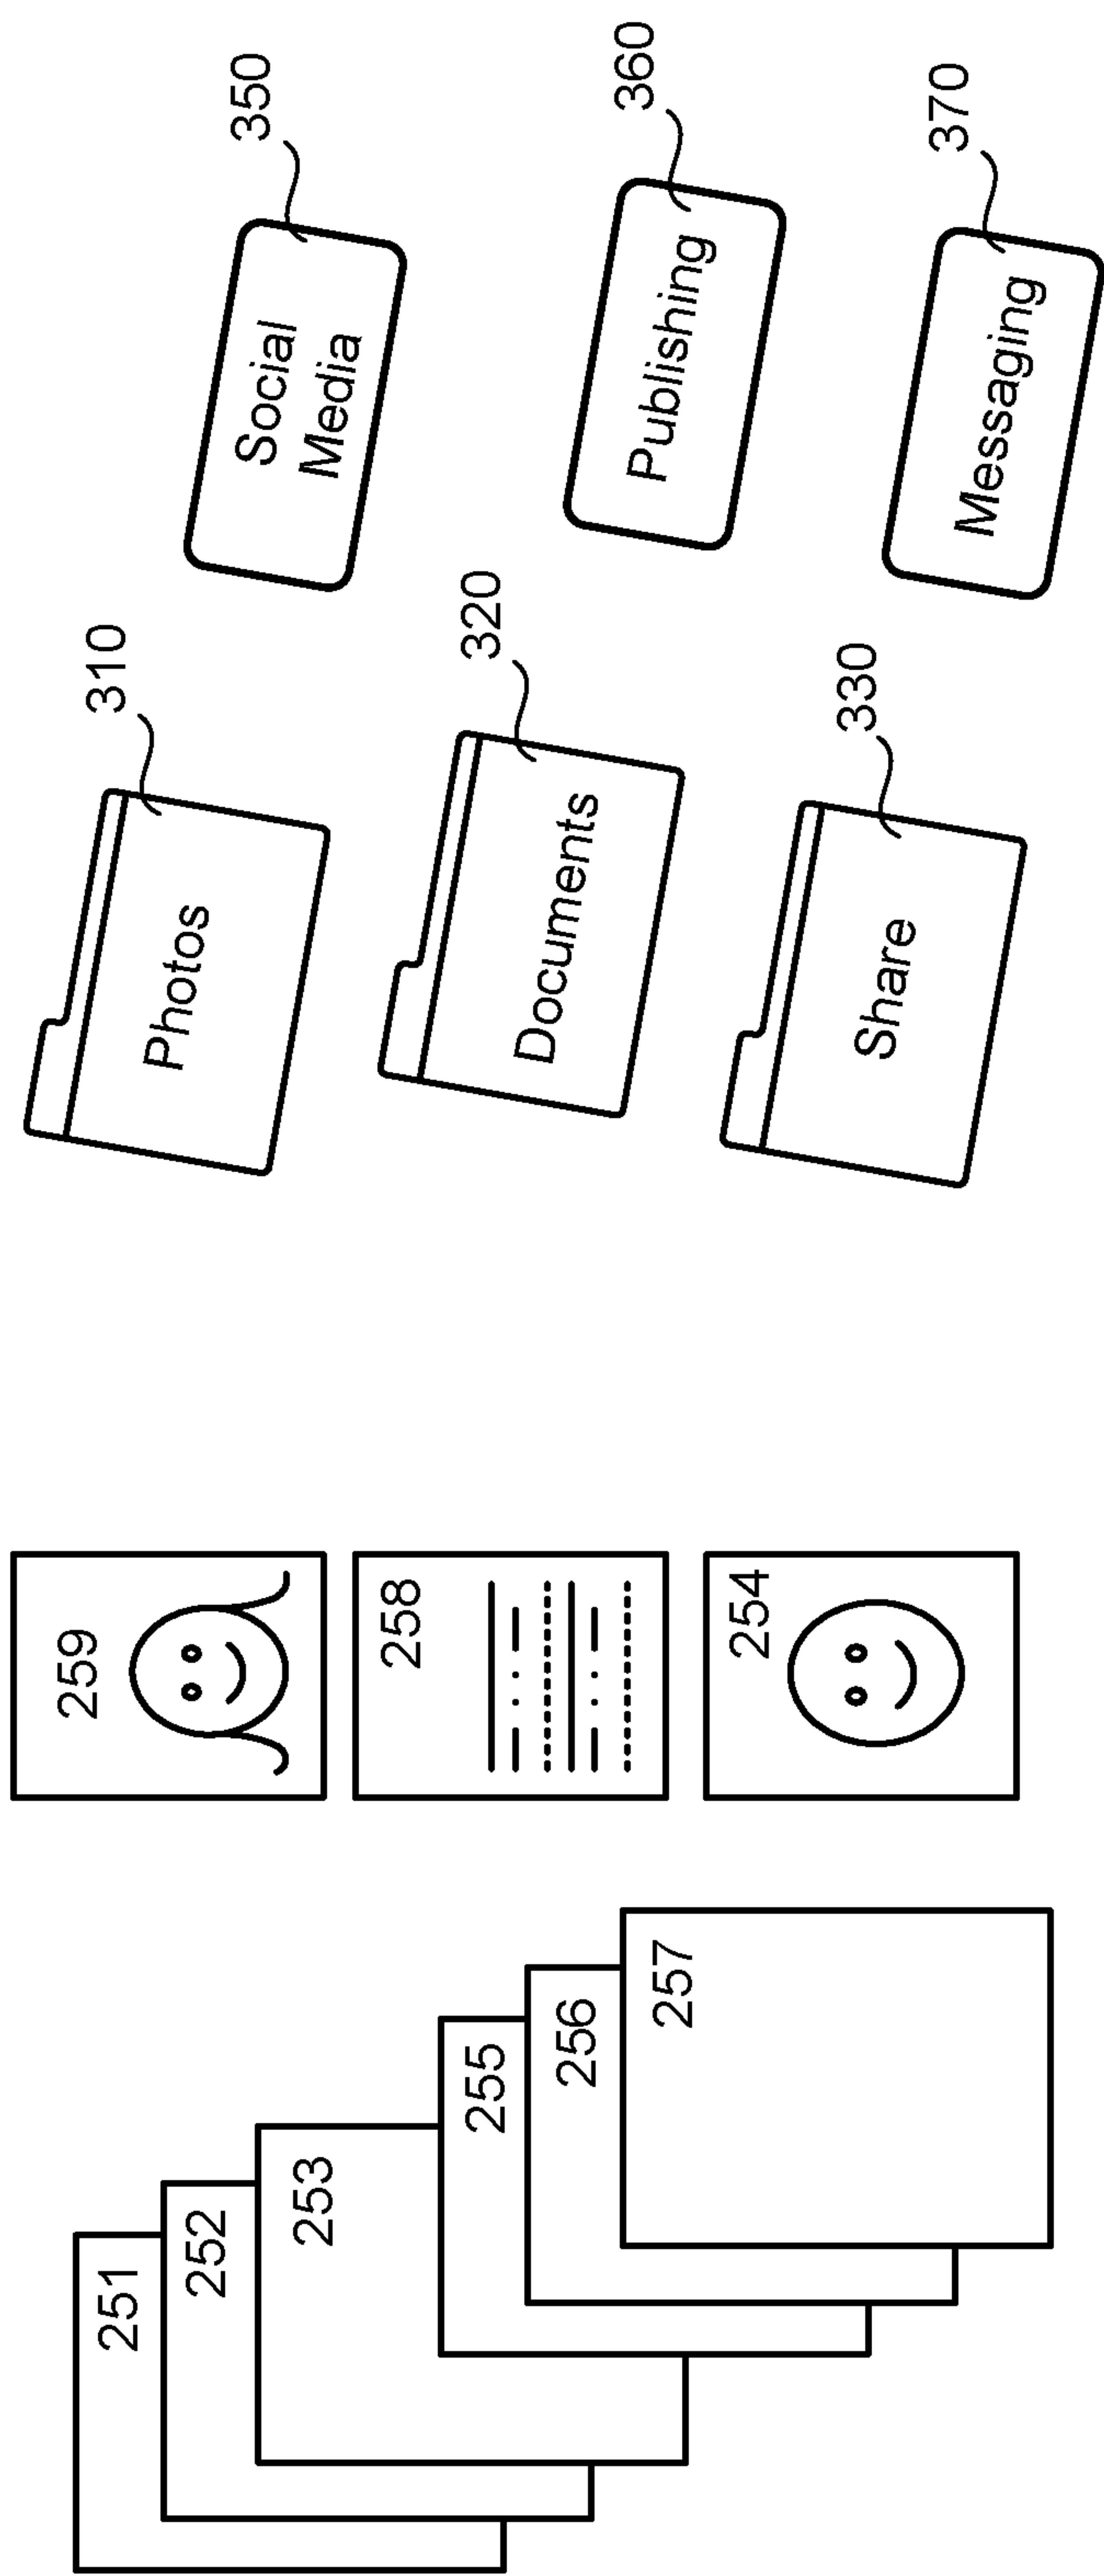 251
252
253
255
256
257
259
258
254
Photos
310
Documents
320
Share
330
Social
Media
350
Publishing
360
Messaging
370